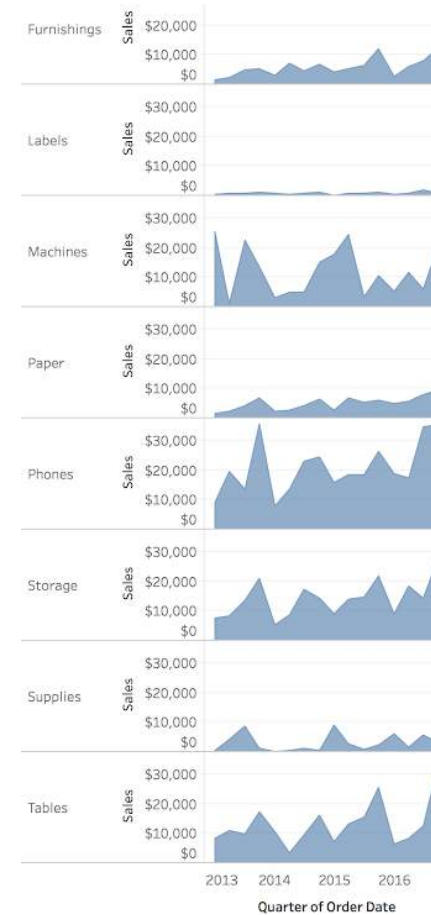 Furnishings
Sales
$20,000
$10,000
$0
Labels
Sales
$30,000
$20,000
$10,000
$0
Machines
Sales
$30,000
$20,000
$10,000
$0
Paper
Sales
$30,000
$20,000
$10,000
$0
Phones
Sales
$30,000
$20,000
$10,000
$0
Storage
Sales
$30,000
$20,000
$10,000
$0
Supplies
Sales
$30,000
$20,000
$10,000
$0
Tables
Sales
$30,000
$20,000
$10,000
$0
2013 2014 2015 2016
Quarter of Order Date